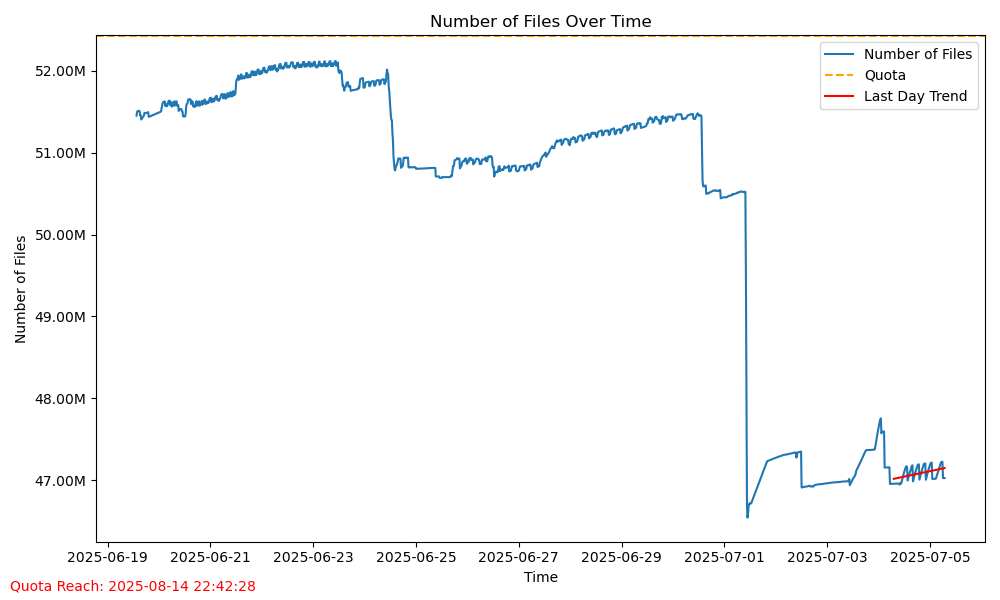 Number of Files Over Time
Number of Files
Quota
Last Day Trend
52.00M
51.00M
50.00M
49.00M
48.00M
47.00M
Number of Files
2025-06-19
2025-06-21
2025-06-23
2025-06-25
2025-06-27
2025-06-29
2025-07-01
2025-07-03
2025-07-05
Time
Quota Reach: 2025-08-14 22:42:28